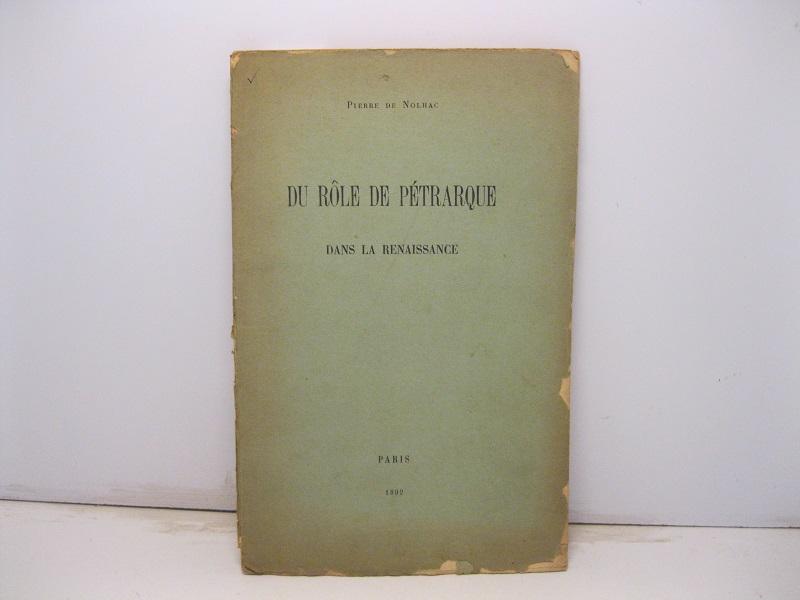 PIERRE DE NOLHAC
DU RÔLE DE PÉTRARQUE
DANS LA RENAISSANCE
PARIS
1892